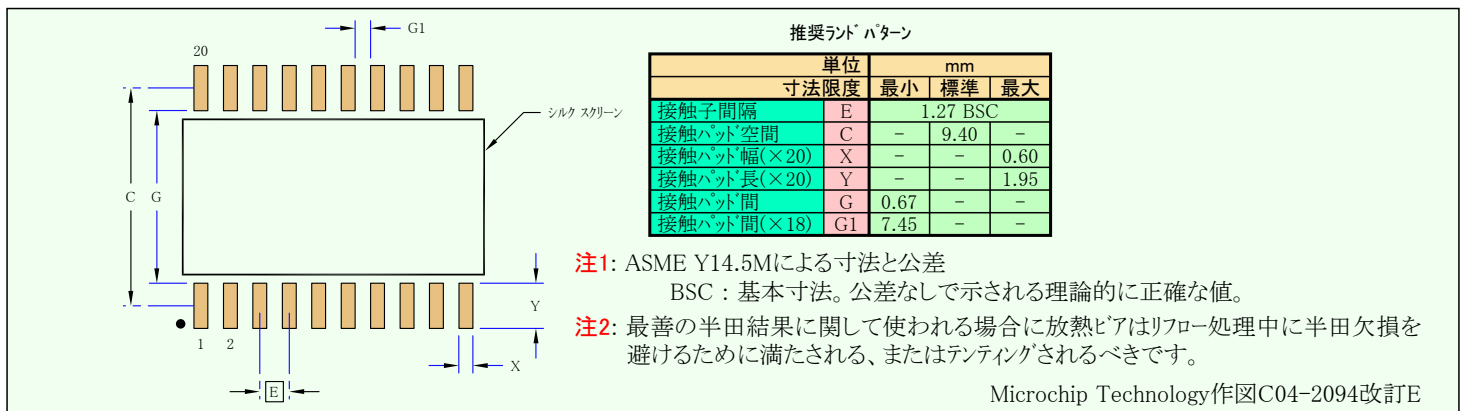 G1
20
シルク スクリーン
C
G
Y
1
2
X
E
推奨ランド パターン
単位 mm
寸法限度 最小 標準 最大
接触子間隔 E 1.27 BSC
接触パッド空間 C - 9.40 -
接触パッド幅(×20) X - - 0.60
接触パッド長(×20) Y - - 1.95
接触パッド間 G 0.67 - -
接触パッド間(×18) G1 7.45 - -
注1: ASME Y14.5Mによる寸法と公差
BSC : 基本寸法。公差なしで示される理論的に正確な値。
注2: 最善の半田結果に関して使われる場合に放熱ビアはリフロー処理中に半田欠損を
避けるために満たされる、またはテンティングされるべきです。
Microchip Technology作図C04-2094改訂E